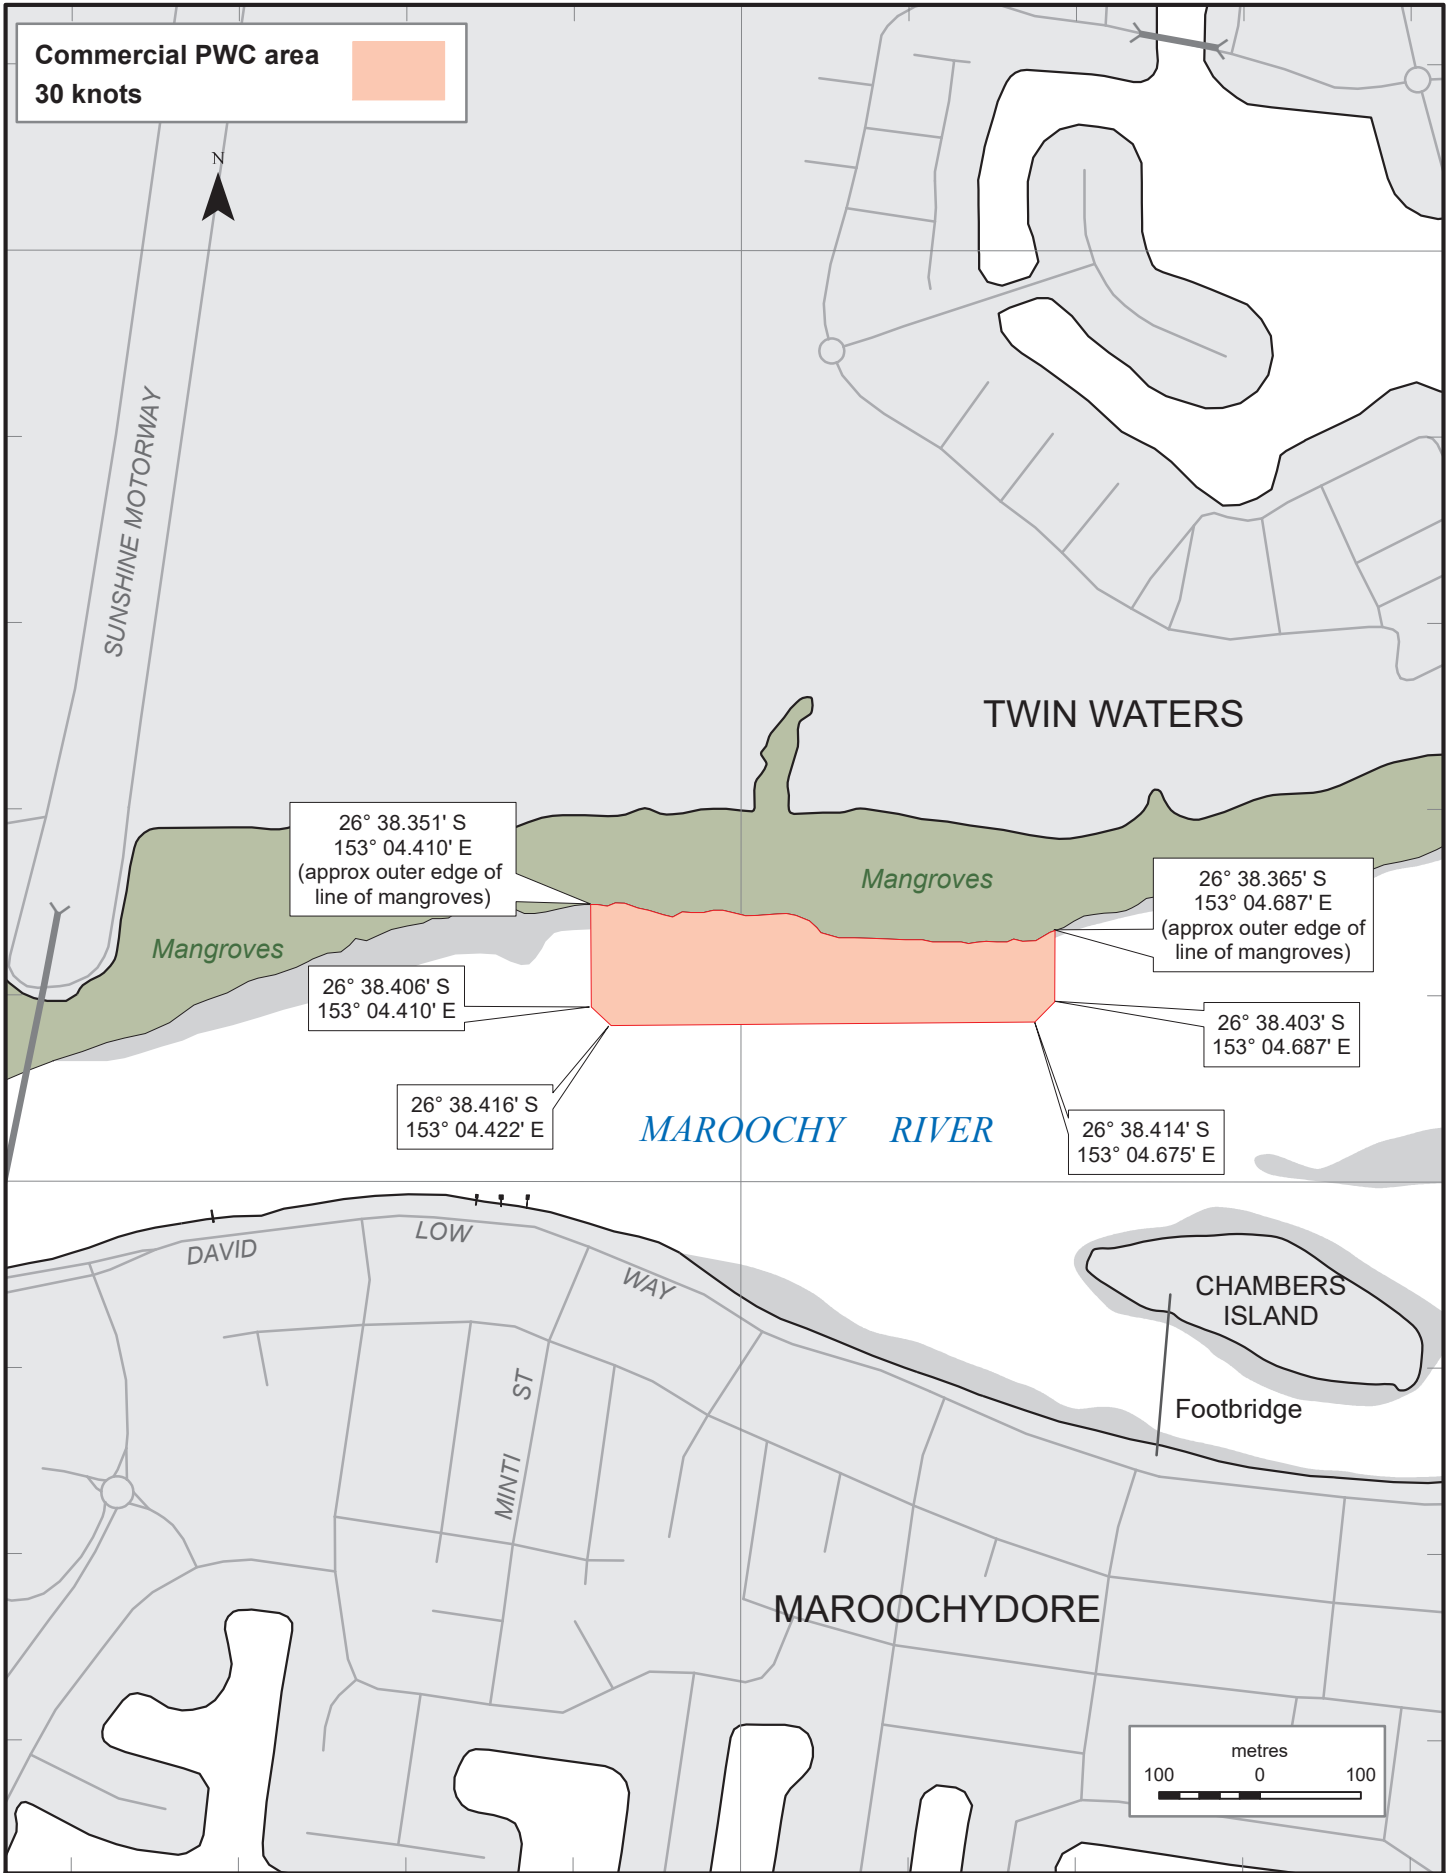 Commercial PWC area
30 knots
N
SUNSHINE MOTORWAY
TWIN WATERS
26° 38.351' S
153° 04.410' E
(approx outer edge of
line of mangroves)
Mangroves
26° 38.365' S
153° 04.687' E
(approx outer edge of
line of mangroves)
Mangroves
26° 38.406' S
153° 04.410' E
26° 38.403' S
153° 04.687' E
26° 38.416' S
153° 04.422' E
MAROOCHY RIVER
26° 38.414' S
153° 04.675' E
DAVID LOW WAY
CHAMBERS
ISLAND
MINTI ST
Footbridge
MAROOCHYDORE
metres
100 0 100